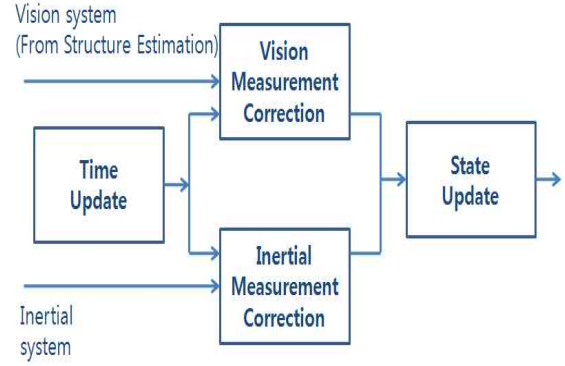 Vision system
(From Structure Estimation)
Vision
Measurement
Correction
Time
Update
State
Update
Inertial
Measurement
Correction
Inertial
system